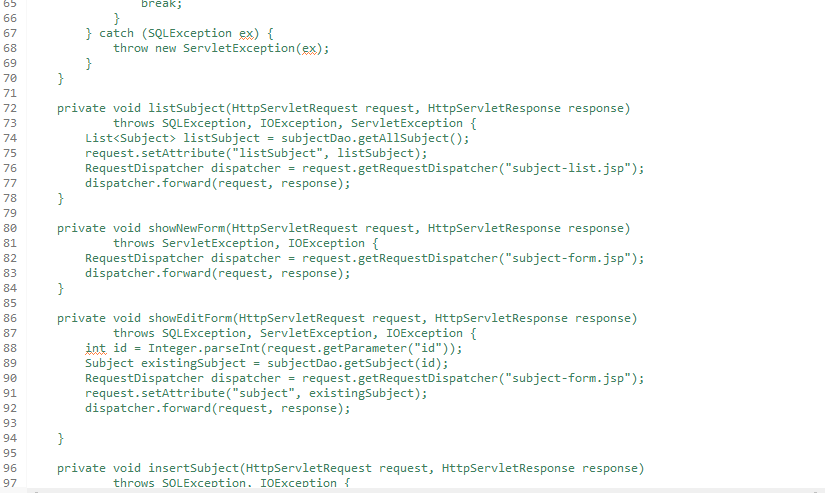 65                 break;
66             }
67         } catch (SQLException ex) {
68             throw new ServletException(ex);
69         }
70     }
71
72     private void listSubject(HttpServletRequest request, HttpServletResponse response)
73             throws SQLException, IOException, ServletException {
74         List<Subject> listSubject = subjectDao.getAllSubject();
75         request.setAttribute("listSubject", listSubject);
76         RequestDispatcher dispatcher = request.getRequestDispatcher("subject-list.jsp");
77         dispatcher.forward(request, response);
78     }
79
80     private void showNewForm(HttpServletRequest request, HttpServletResponse response)
81             throws ServletException, IOException {
82         RequestDispatcher dispatcher = request.getRequestDispatcher("subject-form.jsp");
83         dispatcher.forward(request, response);
84     }
85
86     private void showEditForm(HttpServletRequest request, HttpServletResponse response)
87             throws SQLException, ServletException, IOException {
88         int id = Integer.parseInt(request.getParameter("id"));
89         Subject existingSubject = subjectDao.getSubject(id);
90         RequestDispatcher dispatcher = request.getRequestDispatcher("subject-form.jsp");
91         request.setAttribute("subject", existingSubject);
92         dispatcher.forward(request, response);
93
94     }
95
96     private void insertSubject(HttpServletRequest request, HttpServletResponse response)
97             throws SQLException, IOException {